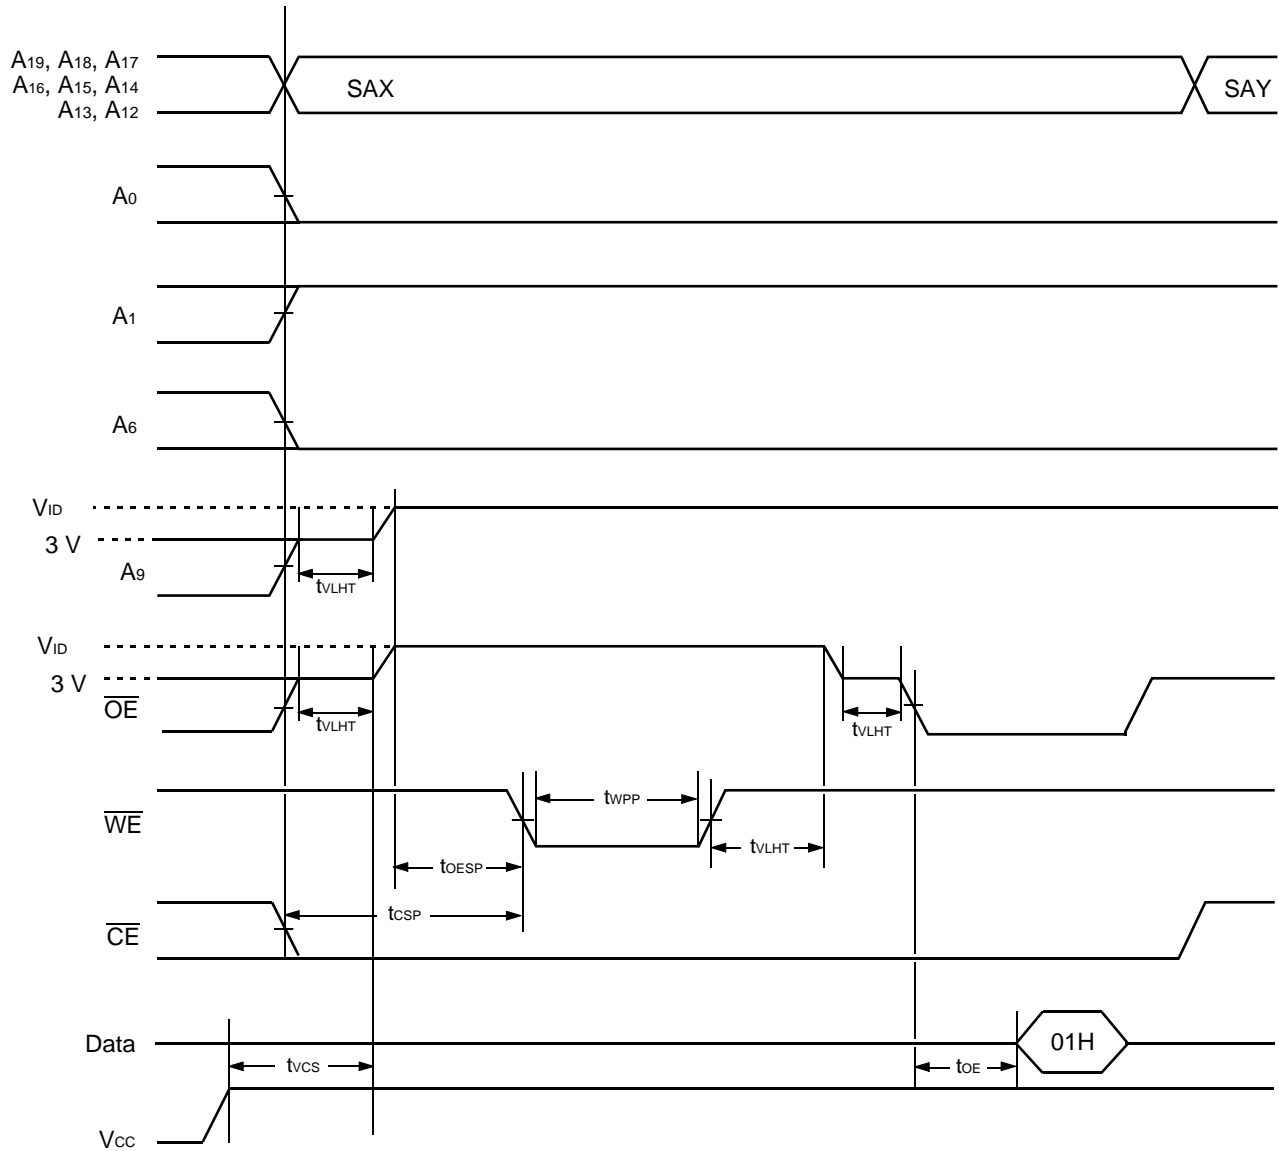 A19, A18, A17
A16, A15, A14
A13, A12
SAX
SAY
A0
A1
A6
VID
3 V
A9
tVLHT
VID
3 V
OE
tVLHT
tVLHT
WE
tWPP
tVLHT
tOESP
tCSP
CE
Data
01H
tVCS
tOE
VCC